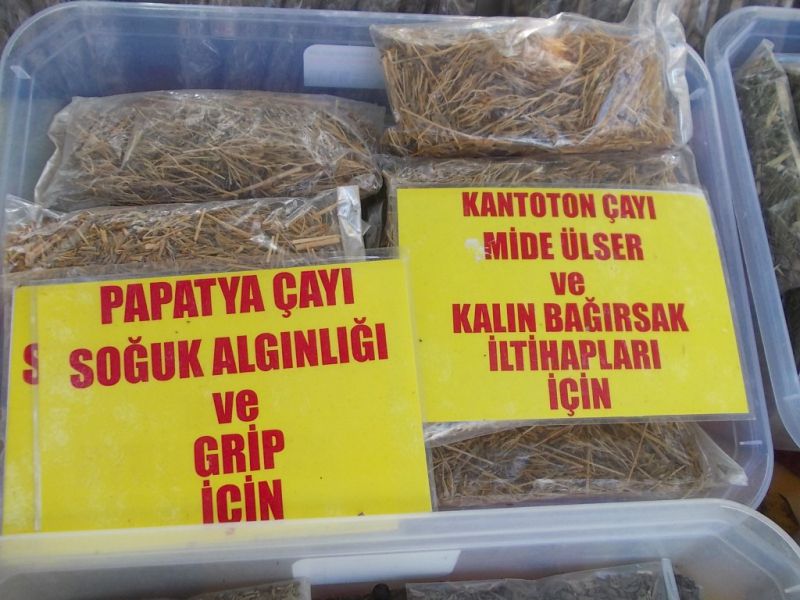 PAPATYA ÇAYI
SOĞUK ALGINLIĞI
ve
GRİP
İÇİN
KANTOTON ÇAYI
MİDE ÜLSER
ve
KALIN BAĞIRSAK
İLTİHAPLARI
İÇİN